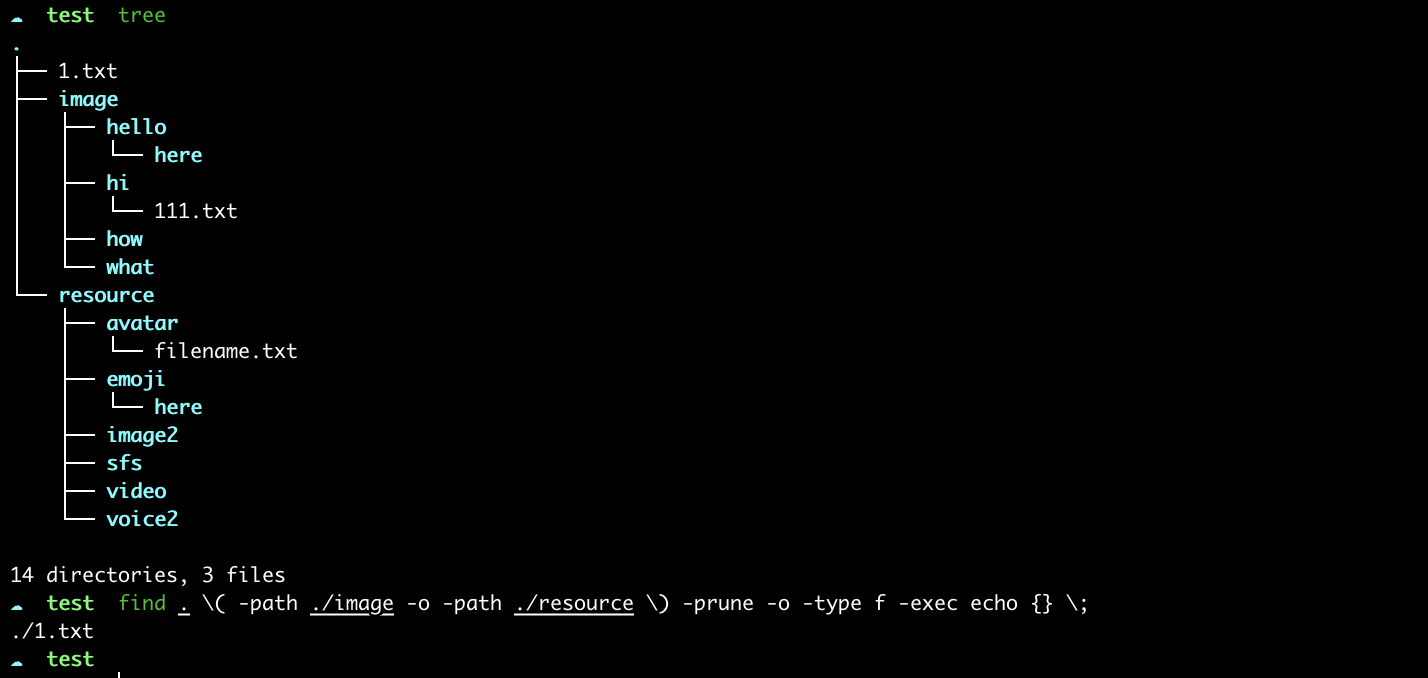 ☁  test  tree
.
├── 1.txt
├── image
│   ├── hello
│   │   └── here
│   ├── hi
│   │   └── 111.txt
│   ├── how
│   └── what
└── resource
    ├── avatar
    │   └── filename.txt
    ├── emoji
    │   └── here
    ├── image2
    ├── sfs
    ├── video
    └── voice2

14 directories, 3 files
☁  test  find . \( -path ./image -o -path ./resource \) -prune -o -type f -exec echo {} \;
./1.txt
☁  test